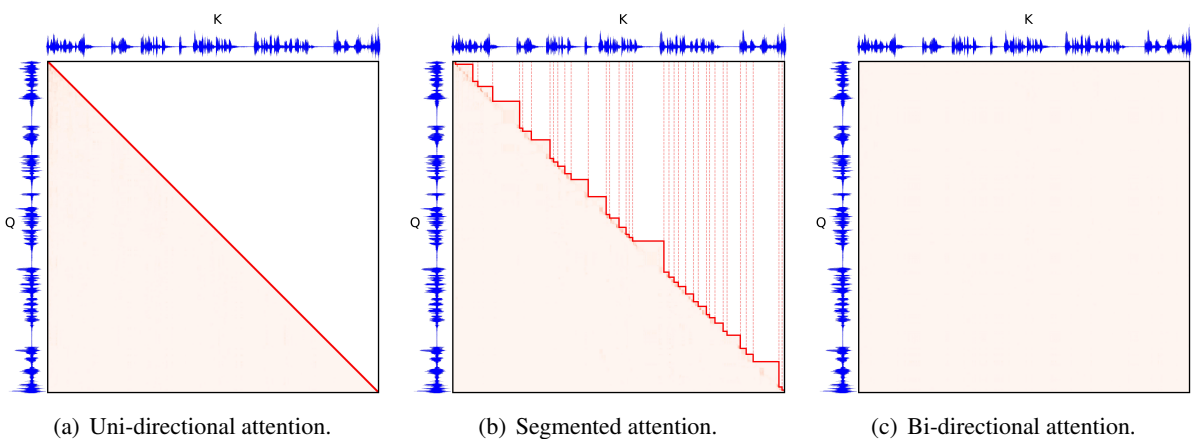 K
K
K
Q
Q
Q
(a) Uni-directional attention.
(b) Segmented attention.
(c) Bi-directional attention.